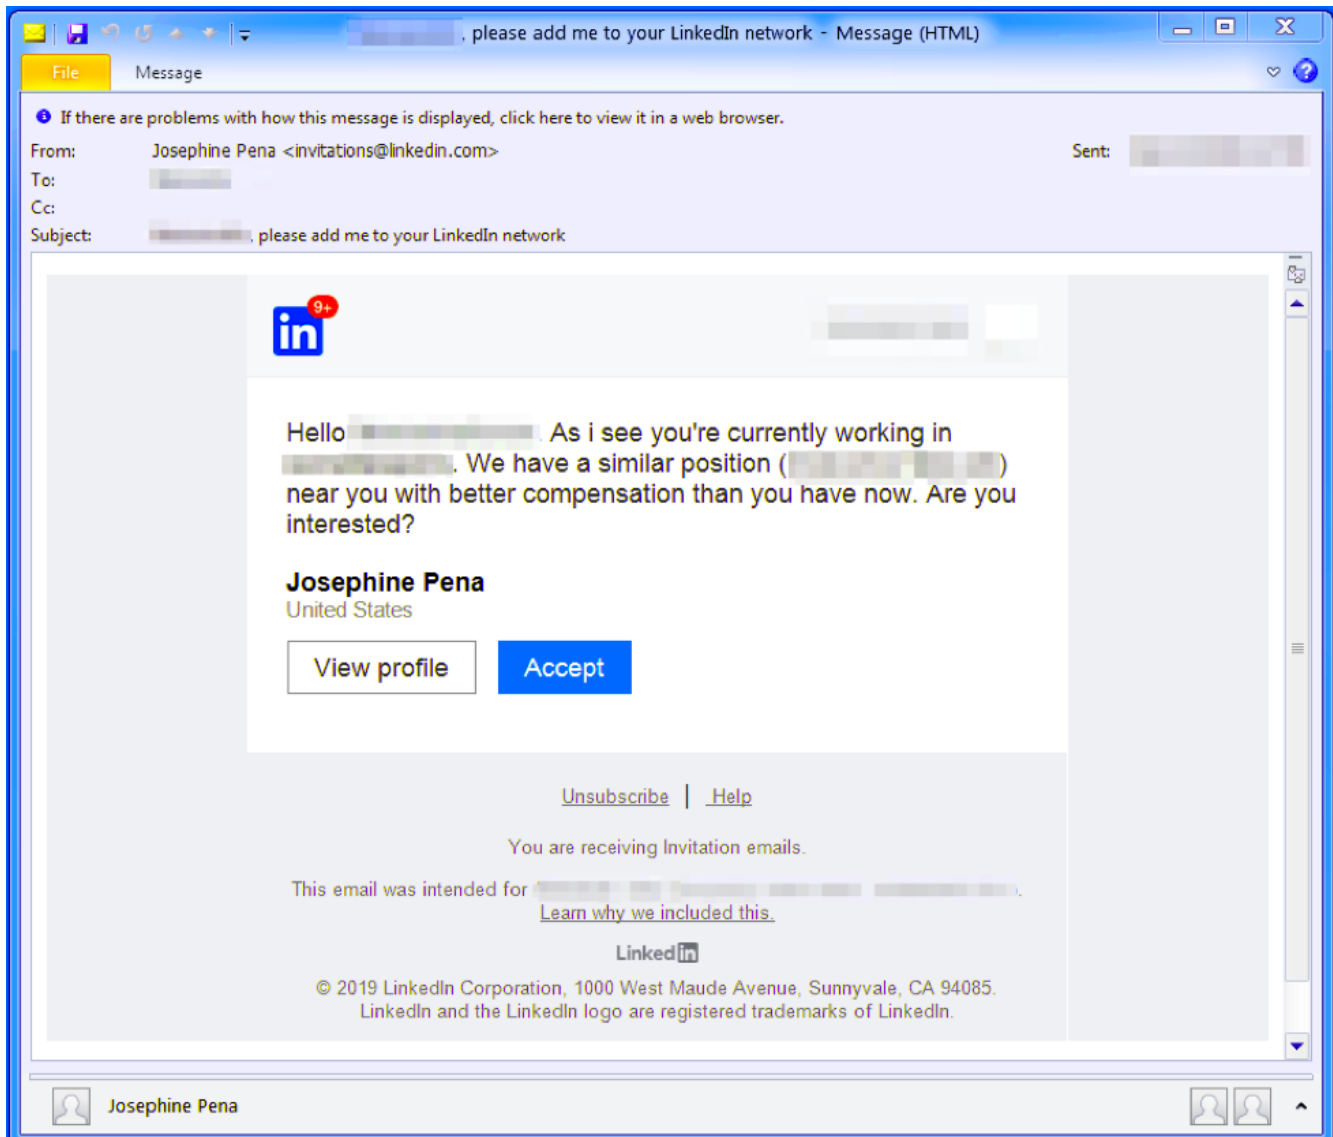 , please add me to your LinkedIn network - Message (HTML)
File Message
If there are problems with how this message is displayed, click here to view it in a web browser.
From: Josephine Pena <invitations@linkedin.com> Sent:
To:
Cc:
Subject: , please add me to your LinkedIn network
in 9+
Hello . As i see you're currently working in
. We have a similar position ( )
near you with better compensation than you have now. Are you
interested?
Josephine Pena
United States
View profile Accept
Unsubscribe | Help
You are receiving Invitation emails.
This email was intended for .
Learn why we included this.
Linked in
© 2019 LinkedIn Corporation, 1000 West Maude Avenue, Sunnyvale, CA 94085.
LinkedIn and the LinkedIn logo are registered trademarks of LinkedIn.
Josephine Pena